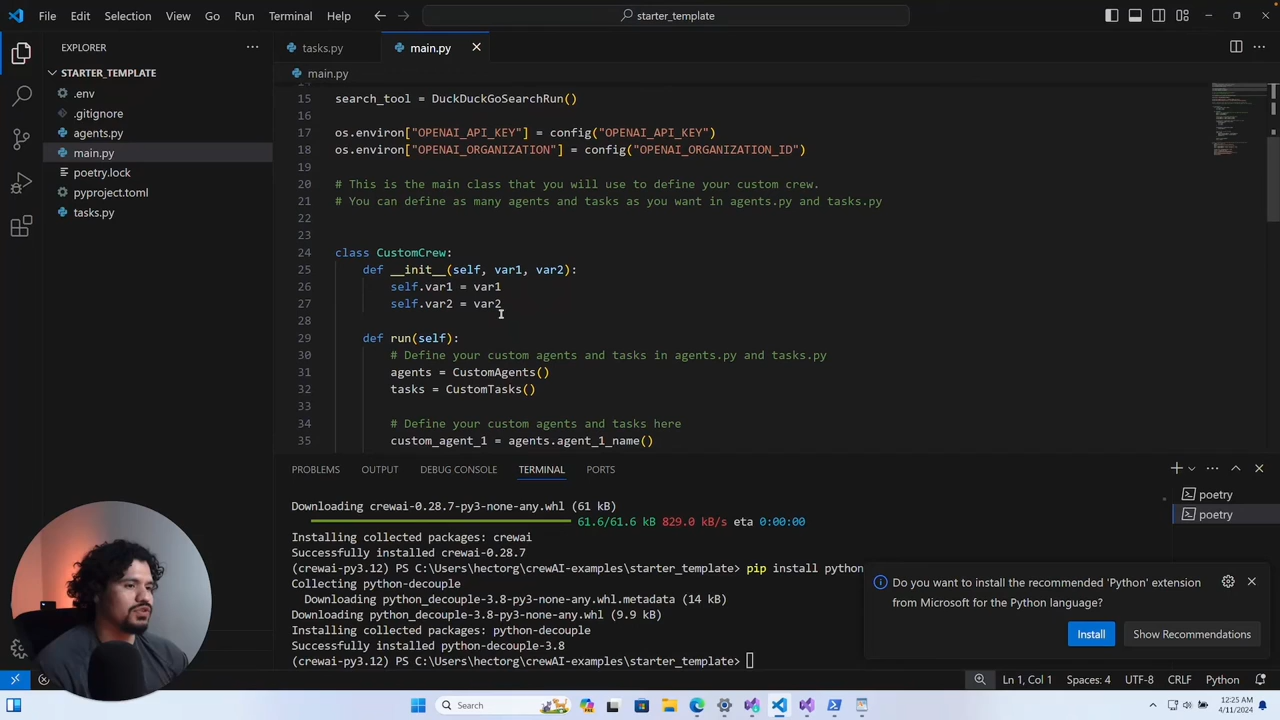 File Edit Selection View Go Run Terminal Help
starter_template
EXPLORER
STARTER_TEMPLATE
.env
.gitignore
agents.py
main.py
poetry.lock
pyproject.toml
tasks.py
tasks.py main.py
main.py
15 search_tool = DuckDuckGoSearchRun()
16
17 os.environ["OPENAI_API_KEY"] = config("OPENAI_API_KEY")
18 os.environ["OPENAI_ORGANIZATION"] = config("OPENAI_ORGANIZATION_ID")
19
20 # This is the main class that you will use to define your custom crew.
21 # You can define as many agents and tasks as you want in agents.py and tasks.py
22
23
24 class CustomCrew:
25 def __init__(self, var1, var2):
26 self.var1 = var1
27 self.var2 = var2
28
29 def run(self):
30 # Define your custom agents and tasks in agents.py and tasks.py
31 agents = CustomAgents()
32 tasks = CustomTasks()
33
34 # Define your custom agents and tasks here
35 custom_agent_1 = agents.agent_1_name()
PROBLEMS OUTPUT DEBUG CONSOLE TERMINAL PORTS
Downloading crewai-0.28.7-py3-none-any.whl (61 kB)
61.6/61.6 kB 829.0 kB/s eta 0:00:00
Installing collected packages: crewai
Successfully installed crewai-0.28.7
(crewai-py3.12) PS C:\Users\hectorg\crewAI-examples\starter_template> pip install python
Collecting python-decouple
Downloading python_decouple-3.8-py3-none-any.whl.metadata (14 kB)
Downloading python_decouple-3.8-py3-none-any.whl (9.9 kB)
Installing collected packages: python-decouple
Successfully installed python-decouple-3.8
(crewai-py3.12) PS C:\Users\hectorg\crewAI-examples\starter_template>
poetry
poetry
Do you want to install the recommended 'Python' extension
from Microsoft for the Python language?
Install Show Recommendations
Ln 1, Col 1 Spaces: 4 UTF-8 CRLF Python
Search
12:25 AM
4/11/2024